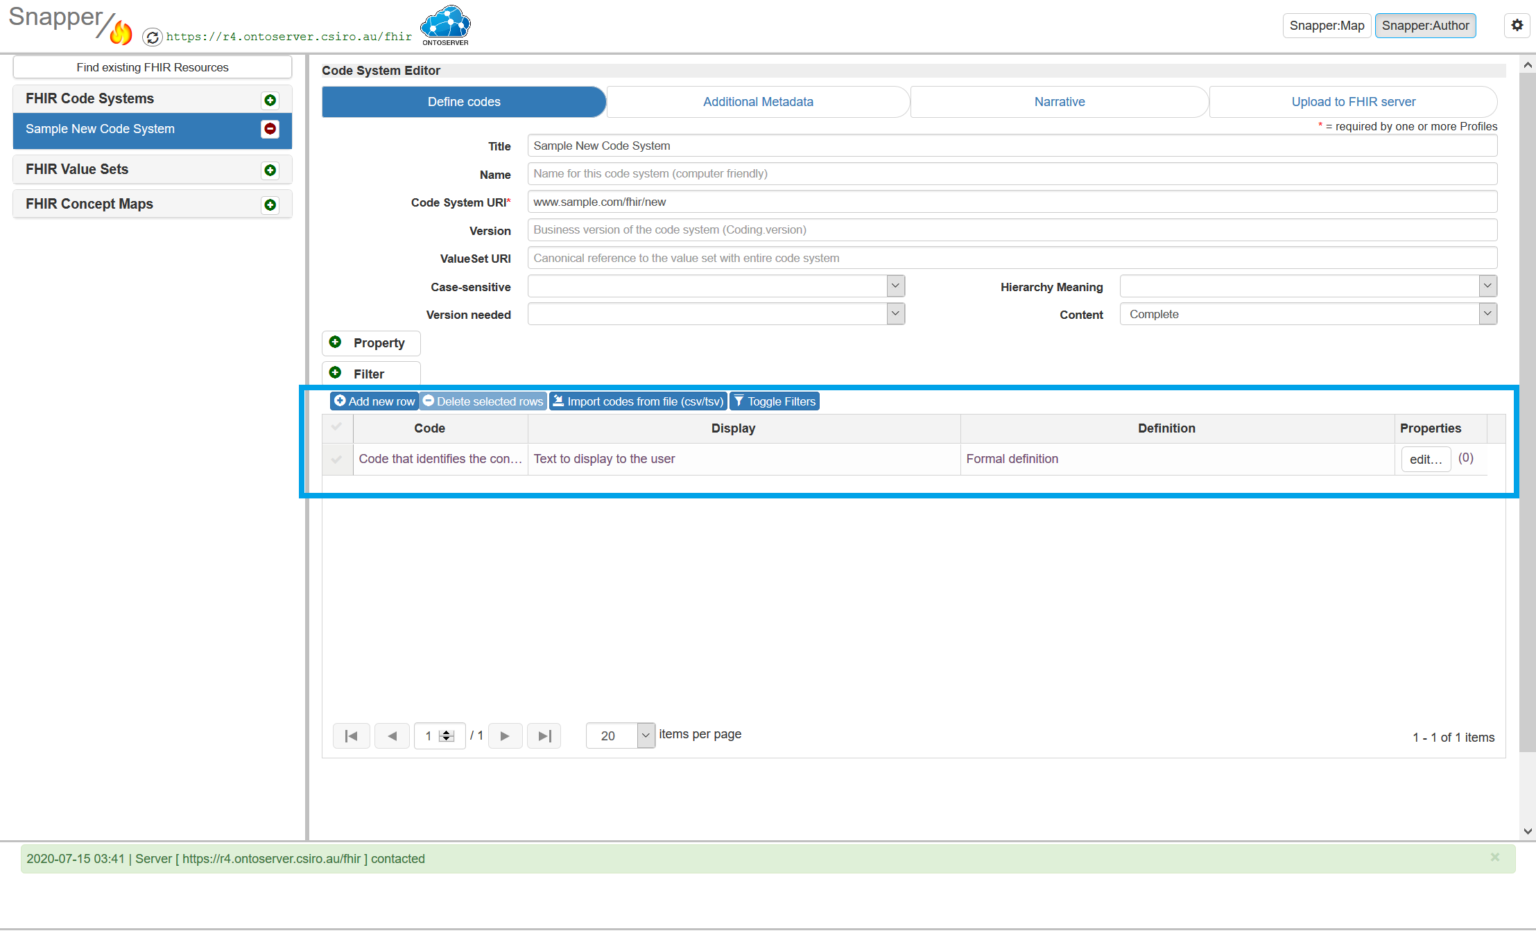 Snapper
https://r4.ontoserver.csiro.au/fhir
ONTOSERVER
Snapper:Map
Snapper:Author
Find existing FHIR Resources
FHIR Code Systems
Sample New Code System
FHIR Value Sets
FHIR Concept Maps
Code System Editor
Define codes
Additional Metadata
Narrative
Upload to FHIR server
* = required by one or more Profiles
Title Sample New Code System
Name Name for this code system (computer friendly)
Code System URI* www.sample.com/fhir/new
Version Business version of the code system (Coding.version)
ValueSet URI Canonical reference to the value set with entire code system
Case-sensitive Hierarchy Meaning
Version needed Content Complete
Property
Filter
Add new row Delete selected rows Import codes from file (csv/tsv) Toggle Filters
Code Display Definition Properties
Code that identifies the con... Text to display to the user Formal definition edit... (0)
1 / 1 20 items per page 1 - 1 of 1 items
2020-07-15 03:41 | Server [ https://r4.ontoserver.csiro.au/fhir ] contacted ×